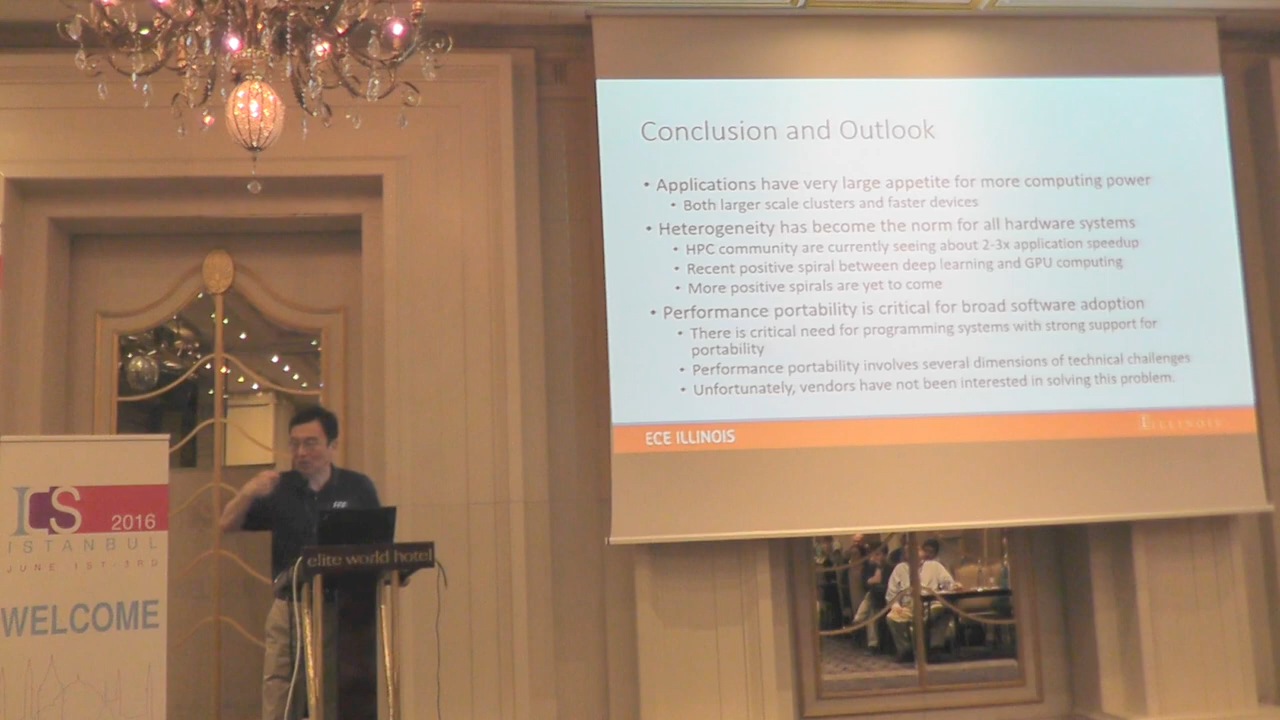 Conclusion and Outlook
• Applications have very large appetite for more computing power
• Both larger scale clusters and faster devices
• Heterogeneity has become the norm for all hardware systems
• HPC community are currently seeing about 2-3x application speedup
• Recent positive spiral between deep learning and GPU computing
• More positive spirals are yet to come
• Performance portability is critical for broad software adoption
• There is critical need for programming systems with strong support for
portability
• Performance portability involves several dimensions of technical challenges
• Unfortunately, vendors have not been interested in solving this problem.
ECE ILLINOIS
ILLINOIS
ICS
2016
ISTANBUL
JUNE 1ST-3RD
WELCOME
elite world hotel